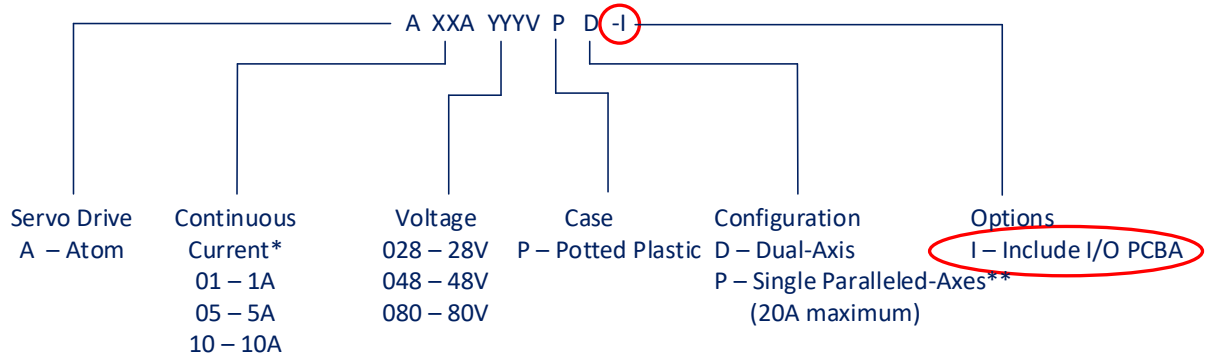 A XXA YYYV P D -I
Servo Drive
A – Atom
Continuous
Current*
01 – 1A
05 – 5A
10 – 10A
Voltage
028 – 28V
048 – 48V
080 – 80V
Case
P – Potted Plastic
Configuration
D – Dual-Axis
P – Single Paralleled-Axes**
(20A maximum)
Options
I – Include I/O PCBA